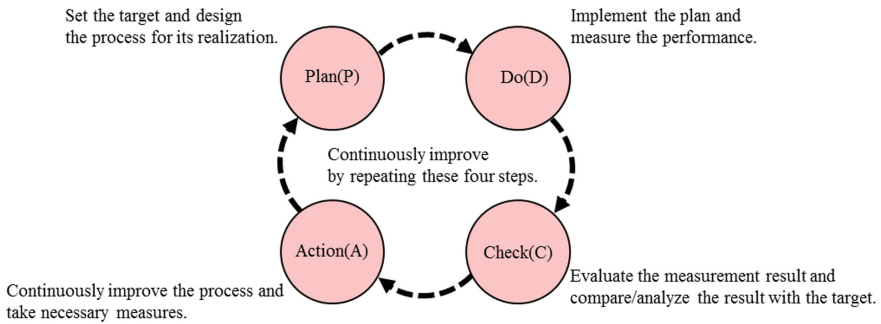 Set the target and design
the process for its realization.
Implement the plan and
measure the performance.
Plan(P)
Do(D)
Continuously improve
by repeating these four steps.
Action(A)
Check(C)
Evaluate the measurement result and
compare/analyze the result with the target.
Continuously improve the process and
take necessary measures.